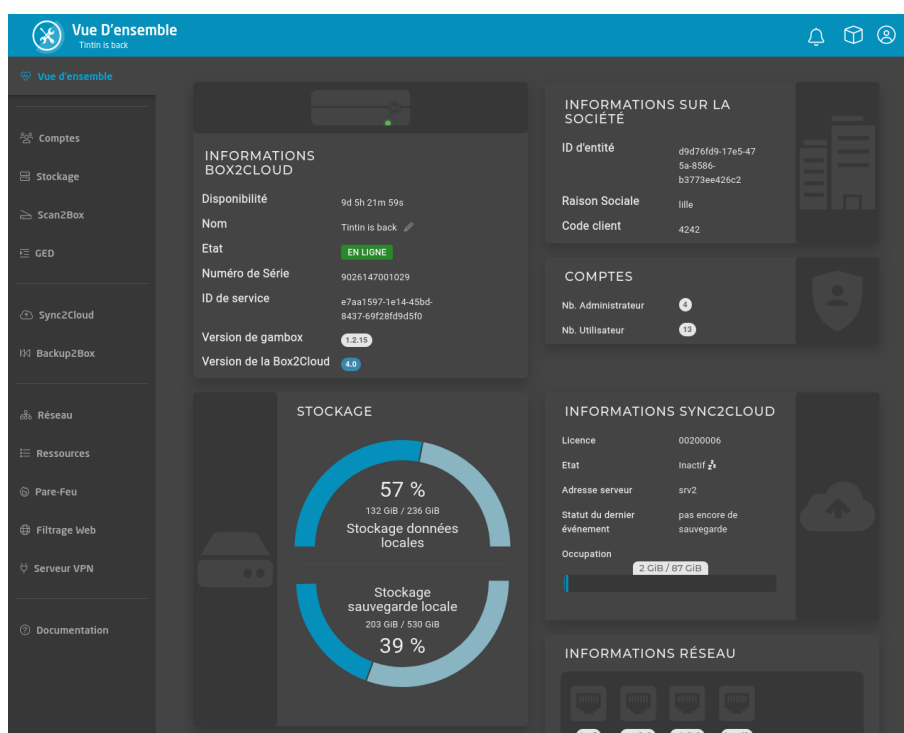 Vue D'ensemble
Tintin is back
Vue d'ensemble
Comptes
Stockage
Scan2Box
GED
Sync2Cloud
Backup2Box
Réseau
Ressources
Pare-Feu
Filtrage Web
Serveur VPN
Documentation
INFORMATIONS
BOX2CLOUD
Disponibilité 9d 5h 21m 59s
Nom Tintin is back
Etat EN LIGNE
Numéro de Série 9026147001029
ID de service e7aa1597-1e14-45bd-
8437-69f28fd9d5f0
Version de gambox 1.2.15
Version de la Box2Cloud 4.0
INFORMATIONS SUR LA
SOCIÉTÉ
ID d'entité d9d76fd9-17e5-47
5a-8586-
b3773ee426c2
Raison Sociale lille
Code client 4242
COMPTES
Nb. Administrateur 4
Nb. Utilisateur 13
STOCKAGE
57 %
132 GiB / 236 GiB
Stockage données
locales
Stockage
sauvegarde locale
203 GiB / 530 GiB
39 %
INFORMATIONS SYNC2CLOUD
Licence 00200006
Etat Inactif
Adresse serveur srv2
Statut du dernier pas encore de
événement sauvegarde
Occupation
2 GiB / 87 GiB
INFORMATIONS RÉSEAU